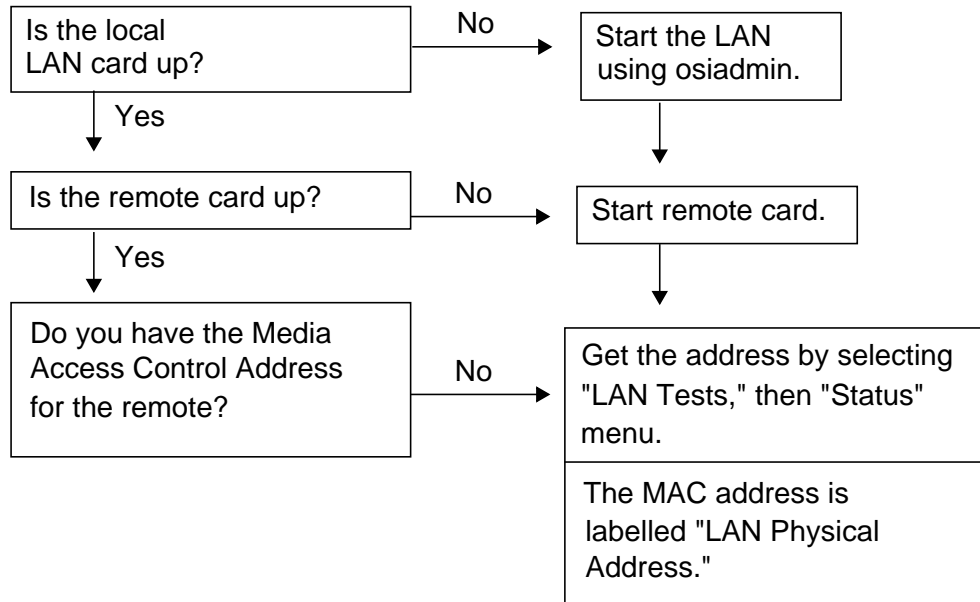 Is the local
LAN card up?
No
Start the LAN
using osiadmin.
Yes
Is the remote card up?
No
Start remote card.
Yes
Do you have the Media
Access Control Address
for the remote?
No
Get the address by selecting
"LAN Tests," then "Status"
menu.
The MAC address is
labelled "LAN Physical
Address."